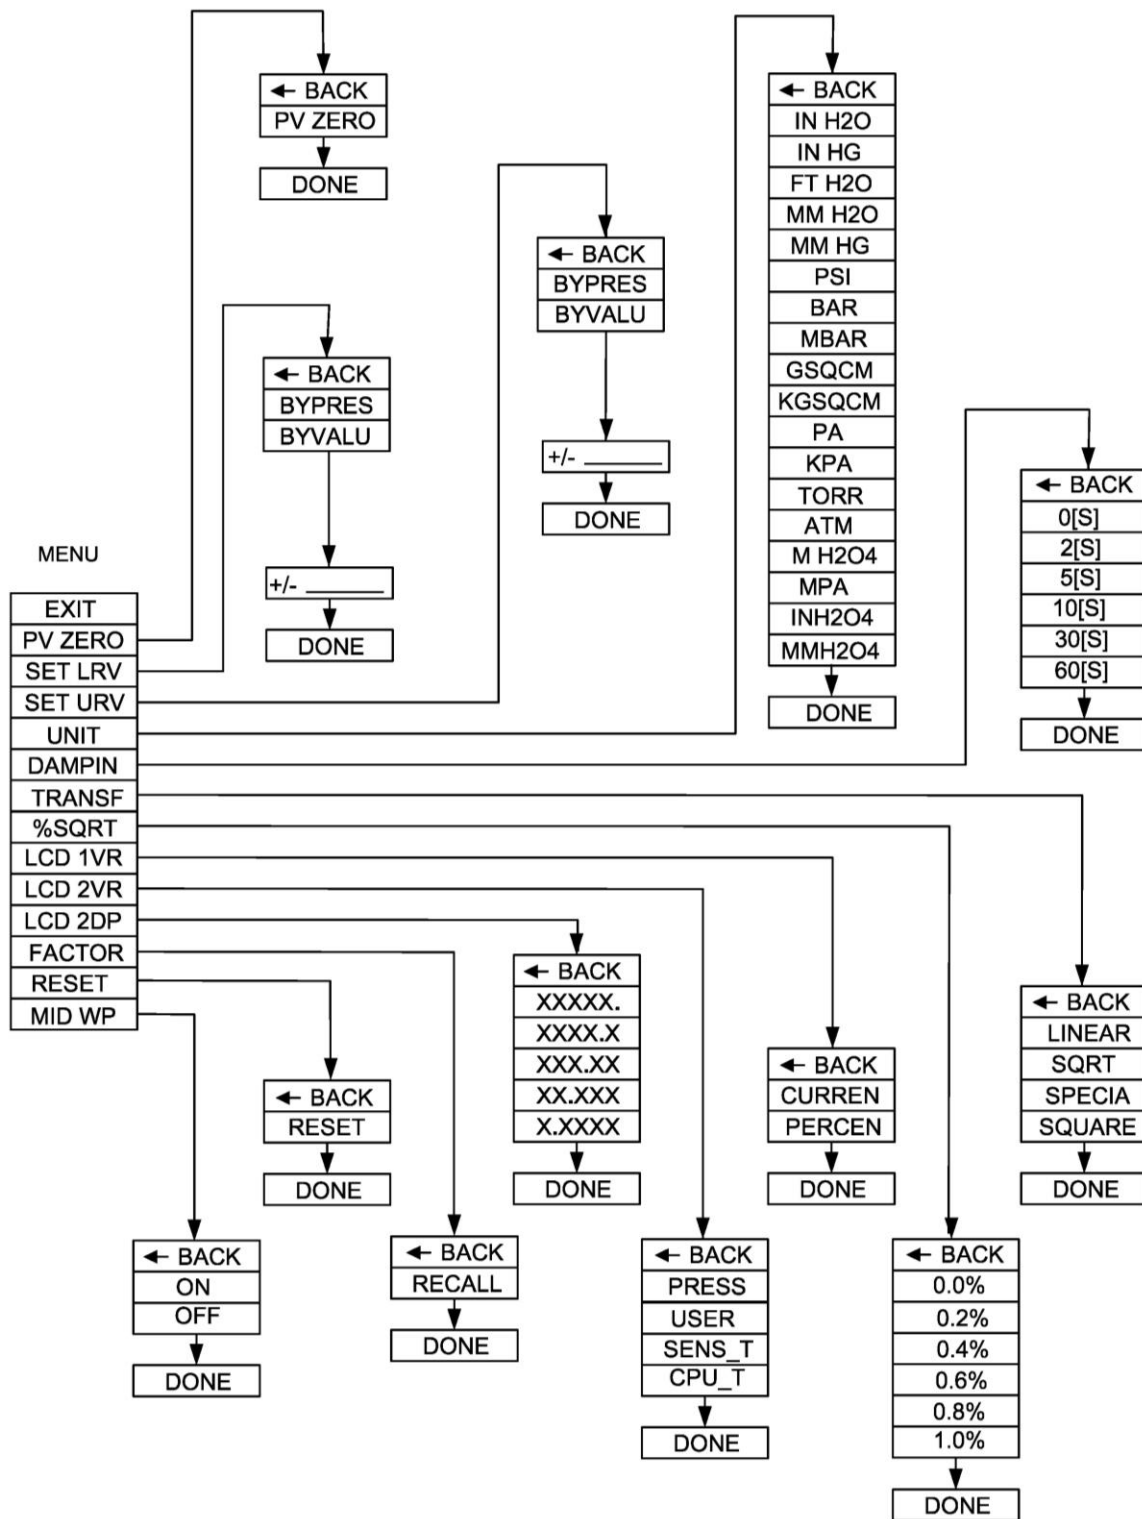 ← BACK
PV ZERO
DONE
← BACK
BYPRES
BYVALU
+/- ________
DONE
← BACK
BYPRES
BYVALU
+/- ________
DONE
← BACK
IN H2O
IN HG
FT H2O
MM H2O
MM HG
PSI
BAR
MBAR
GSQCM
KGSQCM
PA
KPA
TORR
ATM
M H2O4
MPA
INH2O4
MMH2O4
DONE
← BACK
0[S]
2[S]
5[S]
10[S]
30[S]
60[S]
DONE
MENU
EXIT
PV ZERO
SET LRV
SET URV
UNIT
DAMPIN
TRANSF
%SQRT
LCD 1VR
LCD 2VR
LCD 2DP
FACTOR
RESET
MID WP
← BACK
ON
OFF
DONE
← BACK
RESET
DONE
← BACK
RECALL
DONE
← BACK
XXXXX.
XXXX.X
XXX.XX
XX.XXX
X.XXXX
DONE
← BACK
PRESS
USER
SENS_T
CPU_T
DONE
← BACK
CURREN
PERCEN
DONE
← BACK
0.0%
0.2%
0.4%
0.6%
0.8%
1.0%
DONE
← BACK
LINEAR
SQRT
SPECIA
SQUARE
DONE